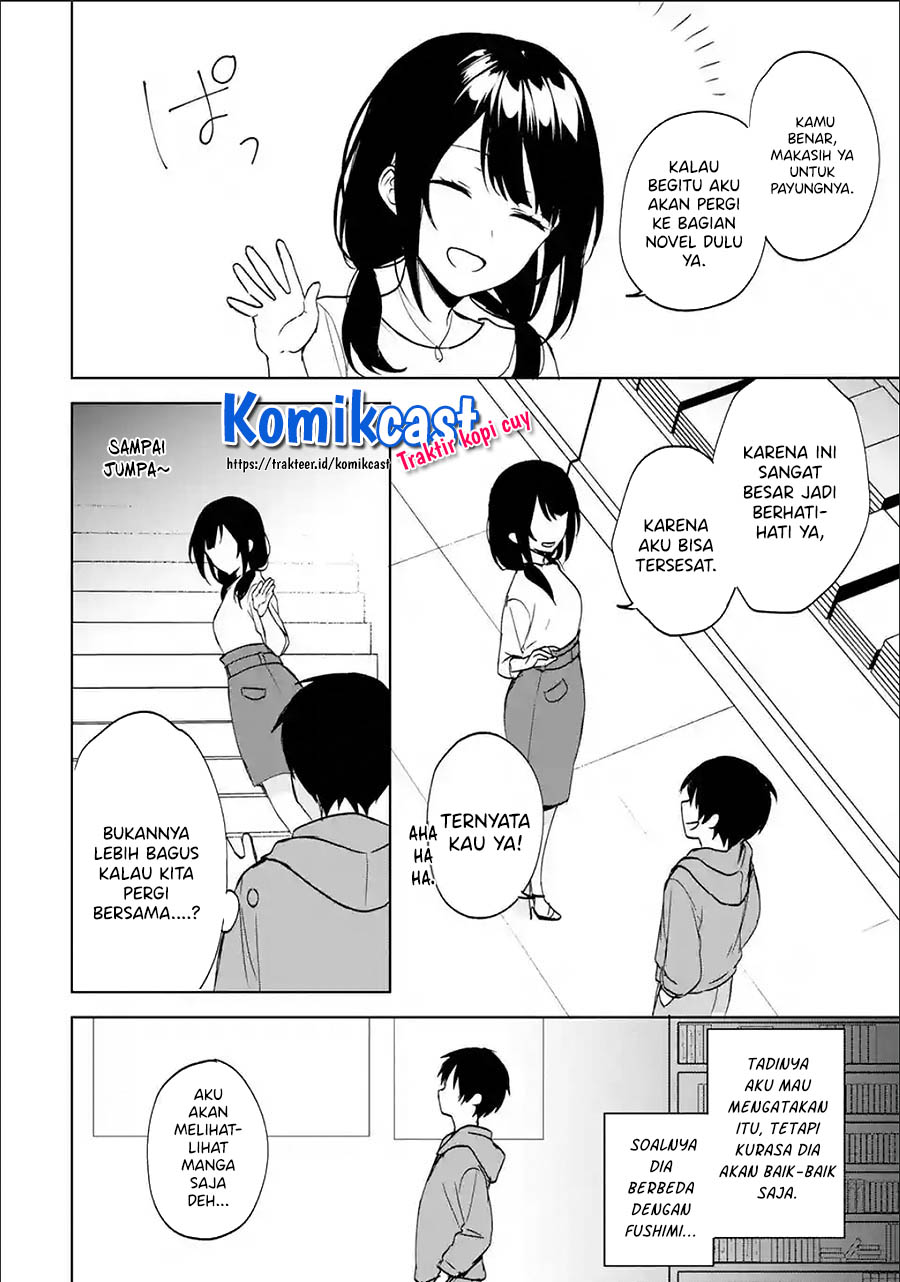 KAMU
BENAR,
MAKASIH YA
UNTUK
PAYUNGNYA.
KALAU
BEGITU AKU
AKAN PERGI
KE BAGIAN
NOVEL DULU
YA.
ぱっ
KARENA INI
SANGAT
BESAR JADI
BERHATI-
HATI YA,
KARENA
AKU BISA
TERSESAT.
TERNYATA
KAU YA!
AHA
HA
HA.
Komikcast
https://trakteer.id/komikcast
Traktir kopi cuy
SAMPAI
JUMPA~
BUKANNYA
LEBIH BAGUS
KALAU KITA
PERGI
BERSAMA....?
TADINYA
AKU MAU
MENGATAKAN
ITU, TETAPI
KURASA DIA
AKAN BAIK-BAIK
SAJA.
SOALNYA
DIA
BERBEDA
DENGAN
FUSHIMI...
AKU
AKAN
MELIHAT-
LIHAT
MANGA
SAJA
DEH...